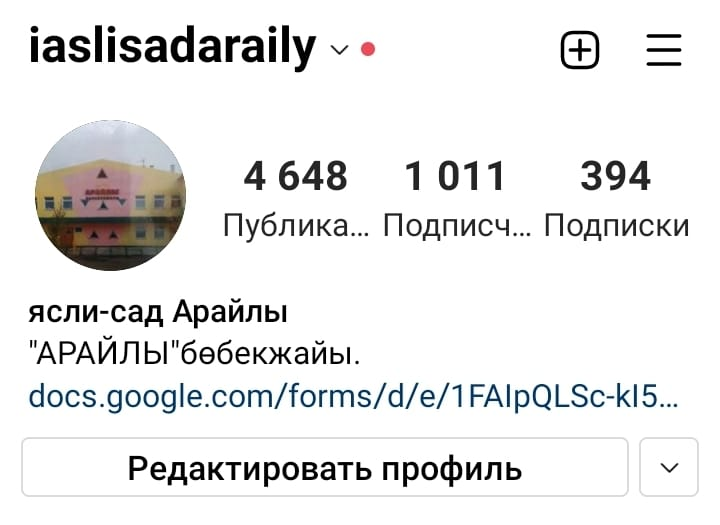 iaslisadaraily
4 648 1 011 394
Публика... Подписч... Подписки
АРАЙЛЫ
ясли-сад Арайлы
"АРАЙЛЫ"бөбекжайы.
docs.google.com/forms/d/e/1FAIpQLSc-kI5...
Редактировать профиль